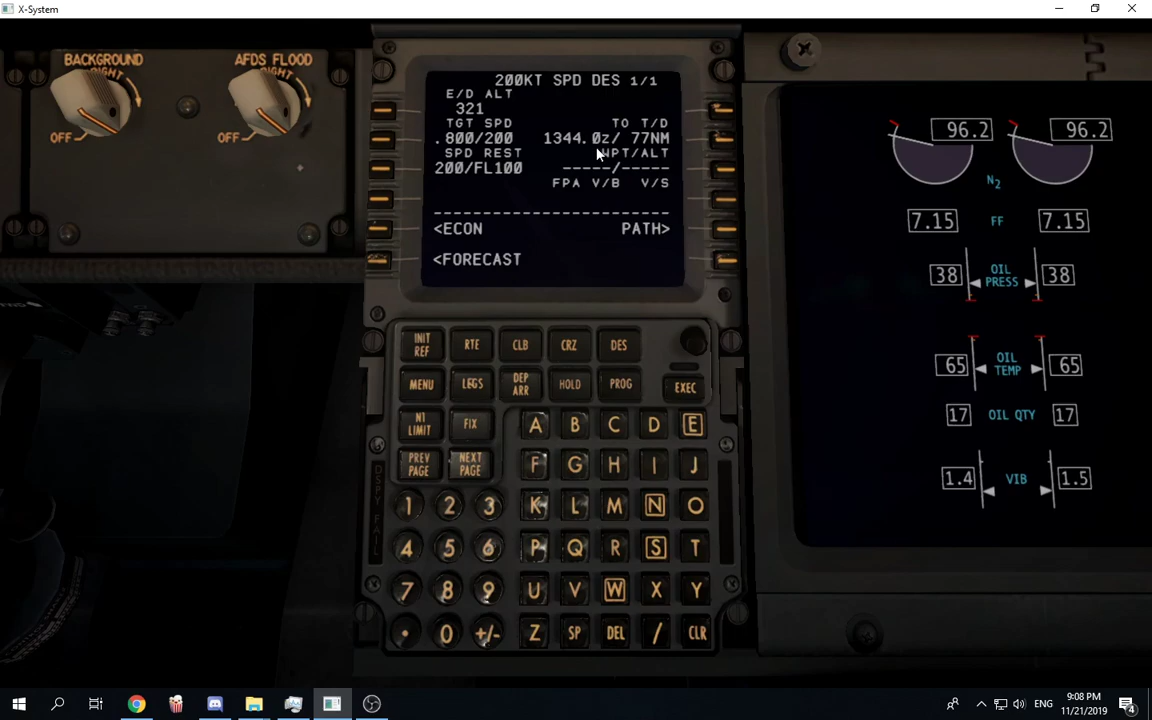 X-System
BACKGROUND
BRIGHT
OFF
AFDS FLOOD
BRIGHT
OFF
200KT SPD DES 1/1
E/D ALT
321
TGT SPD TO T/D
.800/200 1344.0z/ 77NM
SPD REST WPT/ALT
200/FL100 -----/-----
FPA V/B V/S
------------------------
<ECON PATH>
<FORECAST
INIT REF
RTE
CLB
CRZ
DES
MENU
LEGS
DEP ARR
HOLD
PROG
EXEC
N1 LIMIT
FIX
PREV PAGE
NEXT PAGE
A B C D E
F G H I J
K L M N O
P Q R S T
U V W X Y
Z SP DEL / CLR
1 2 3
4 5 6
7 8 9
. 0 +/-
DSPY FAIL
96.2 96.2
N2
7.15 FF 7.15
38 OIL PRESS 38
65 OIL TEMP 65
17 OIL QTY 17
1.4 VIB 1.5
ENG
9:08 PM
11/21/2019
4